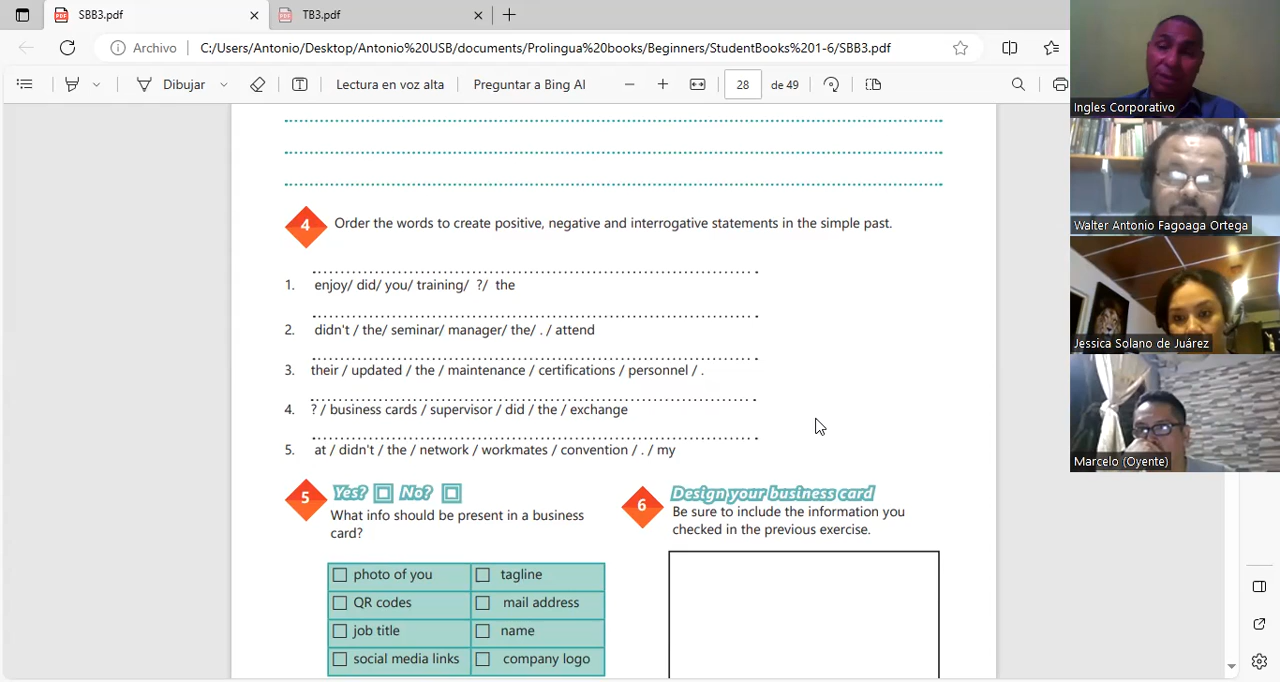 SBB3.pdf
TB3.pdf
Archivo
C:/Users/Antonio/Desktop/Antonio%20USB/documents/Prolingua%20books/Beginners/StudentBooks%201-6/SBB3.pdf
Dibujar
Lectura en voz alta
Preguntar a Bing AI
28
de 49
4
Order the words to create positive, negative and interrogative statements in the simple past.
1. enjoy/ did/ you/ training/ ?/ the
2. didn't / the/ seminar/ manager/ the/ . / attend
3. their / updated / the / maintenance / certifications / personnel / .
4. ? / business cards / supervisor / did / the / exchange
5. at / didn't / the / network / workmates / convention / . / my
5
Yes? No?
What info should be present in a business
card?
photo of you
tagline
QR codes
mail address
job title
name
social media links
company logo
6
Design your business card
Be sure to include the information you
checked in the previous exercise.
Ingles Corporativo
Walter Antonio Fagoaga Ortega
Jessica Solano de Juárez
Marcelo (Oyente)